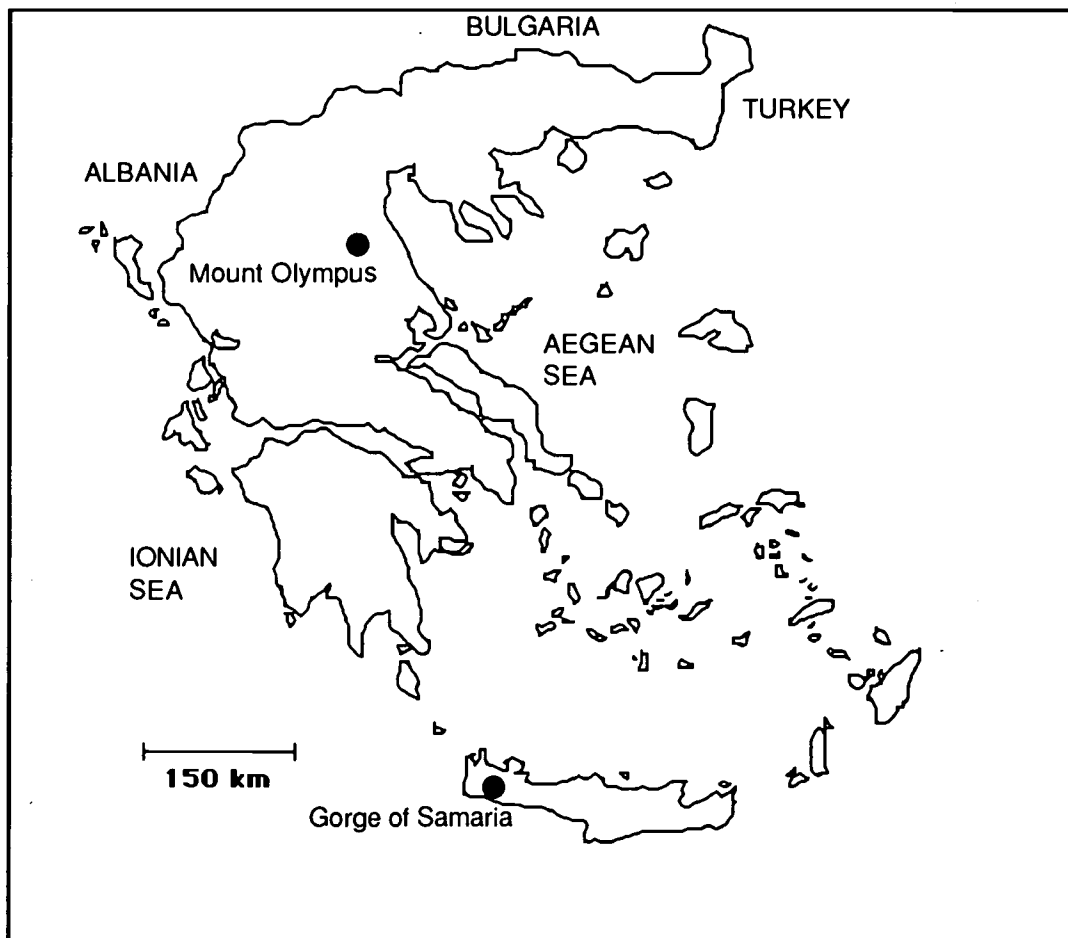 BULGARIA
TURKEY
ALBANIA
Mount Olympus
AEGEAN
SEA
IONIAN
SEA
150 km
Gorge of Samaria